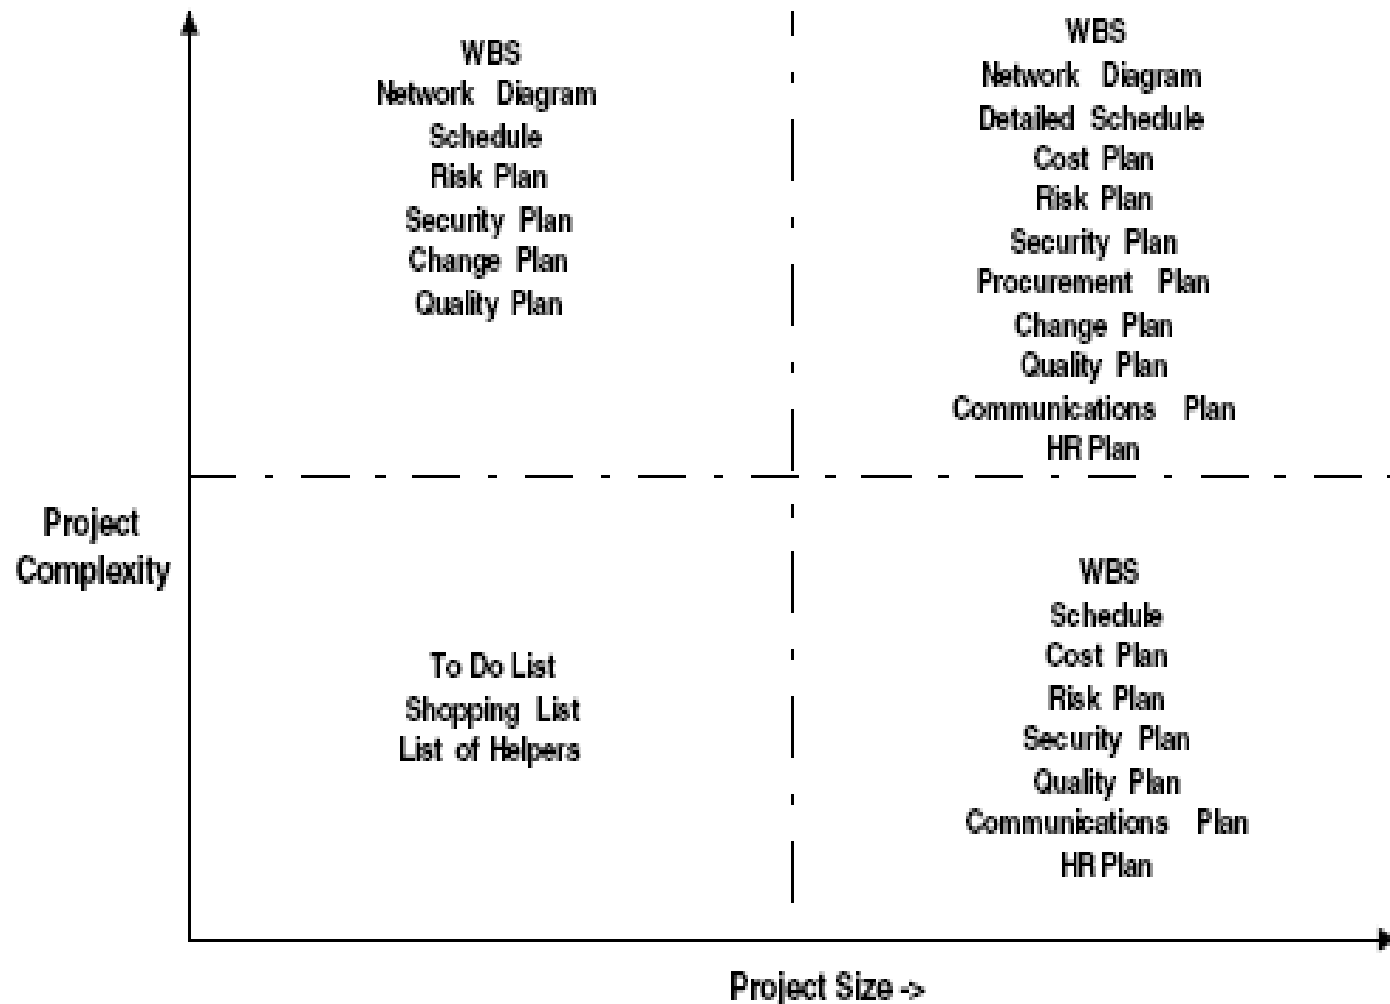 WBS
Network Diagram
Schedule
Risk Plan
Security Plan
Change Plan
Quality Plan
WBS
Network Diagram
Detailed Schedule
Cost Plan
Risk Plan
Security Plan
Procurement Plan
Change Plan
Quality Plan
Communications Plan
HR Plan
Project
Complexity
To Do List
Shopping List
List of Helpers
WBS
Schedule
Cost Plan
Risk Plan
Security Plan
Quality Plan
Communications Plan
HR Plan
Project Size ->